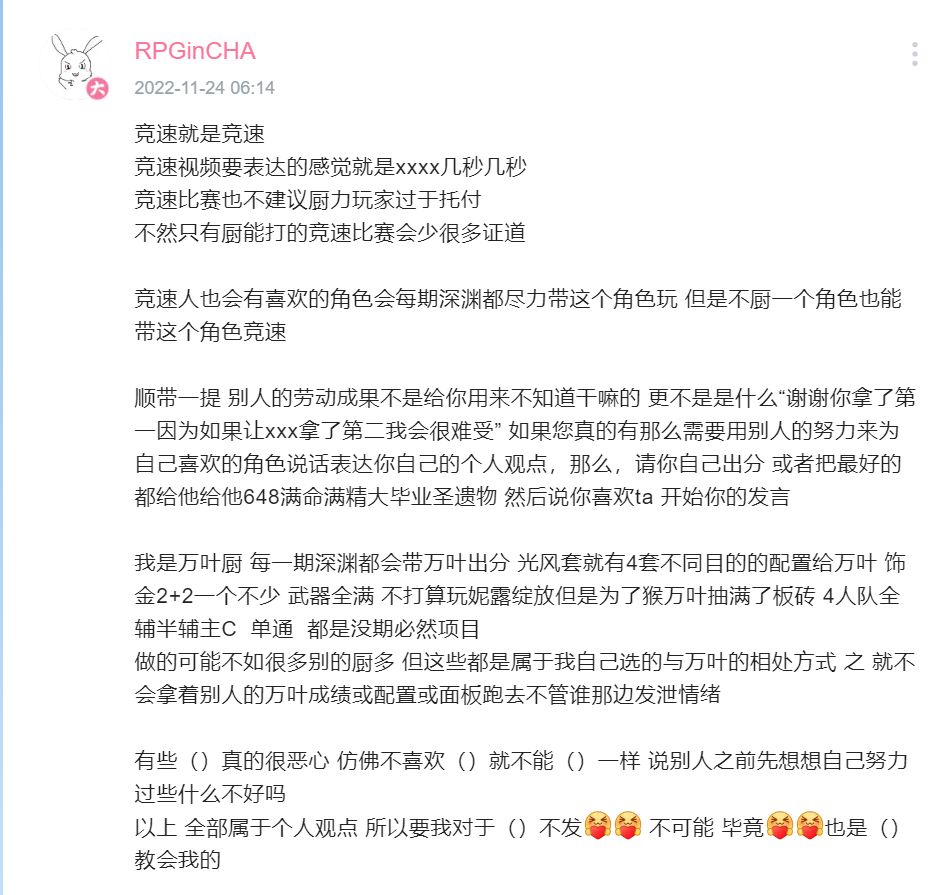 RPGinCHA
大
2022-11-24 06:14
竞速就是竞速
竞速视频要表达的感觉就是xxxx几秒几秒
竞速比赛也不建议厨力玩家过于托付
不然只有厨能打的竞速比赛会少很多证道
竞速人也会有喜欢的角色会每期深渊都尽力带这个角色玩 但是不厨一个角色也能
带这个角色竞速
顺带一提 别人的劳动成果不是给你用来不知道干嘛的 更不是是什么“谢谢你拿了第
一因为如果让xxx拿了第二我会很难受” 如果您真的有那么需要用别人的努力来为
自己喜欢的角色说话表达你自己的个人观点，那么，请你自己出分 或者把最好的
都给他给他648满命满精大毕业圣遗物 然后说你喜欢ta 开始你的发言
我是万叶厨 每一期深渊都会带万叶出分 光风套就有4套不同目的的配置给万叶 饰
金2+2一个不少 武器全满 不打算玩妮露绽放但是为了猴万叶抽满了板砖 4人队全
辅半辅主C 单通 都是没期必然项目
做的可能不如很多别的厨多 但这些都是属于我自己选的与万叶的相处方式 之 就不
会拿着别人的万叶成绩或配置或面板跑去不管谁那边发泄情绪
有些（）真的很恶心 仿佛不喜欢（）就不能（）一样 说别人之前先想想自己努力
过些什么不好吗
以上 全部属于个人观点 所以要我对于（）不发 不可能 毕竟也是（）
教会我的